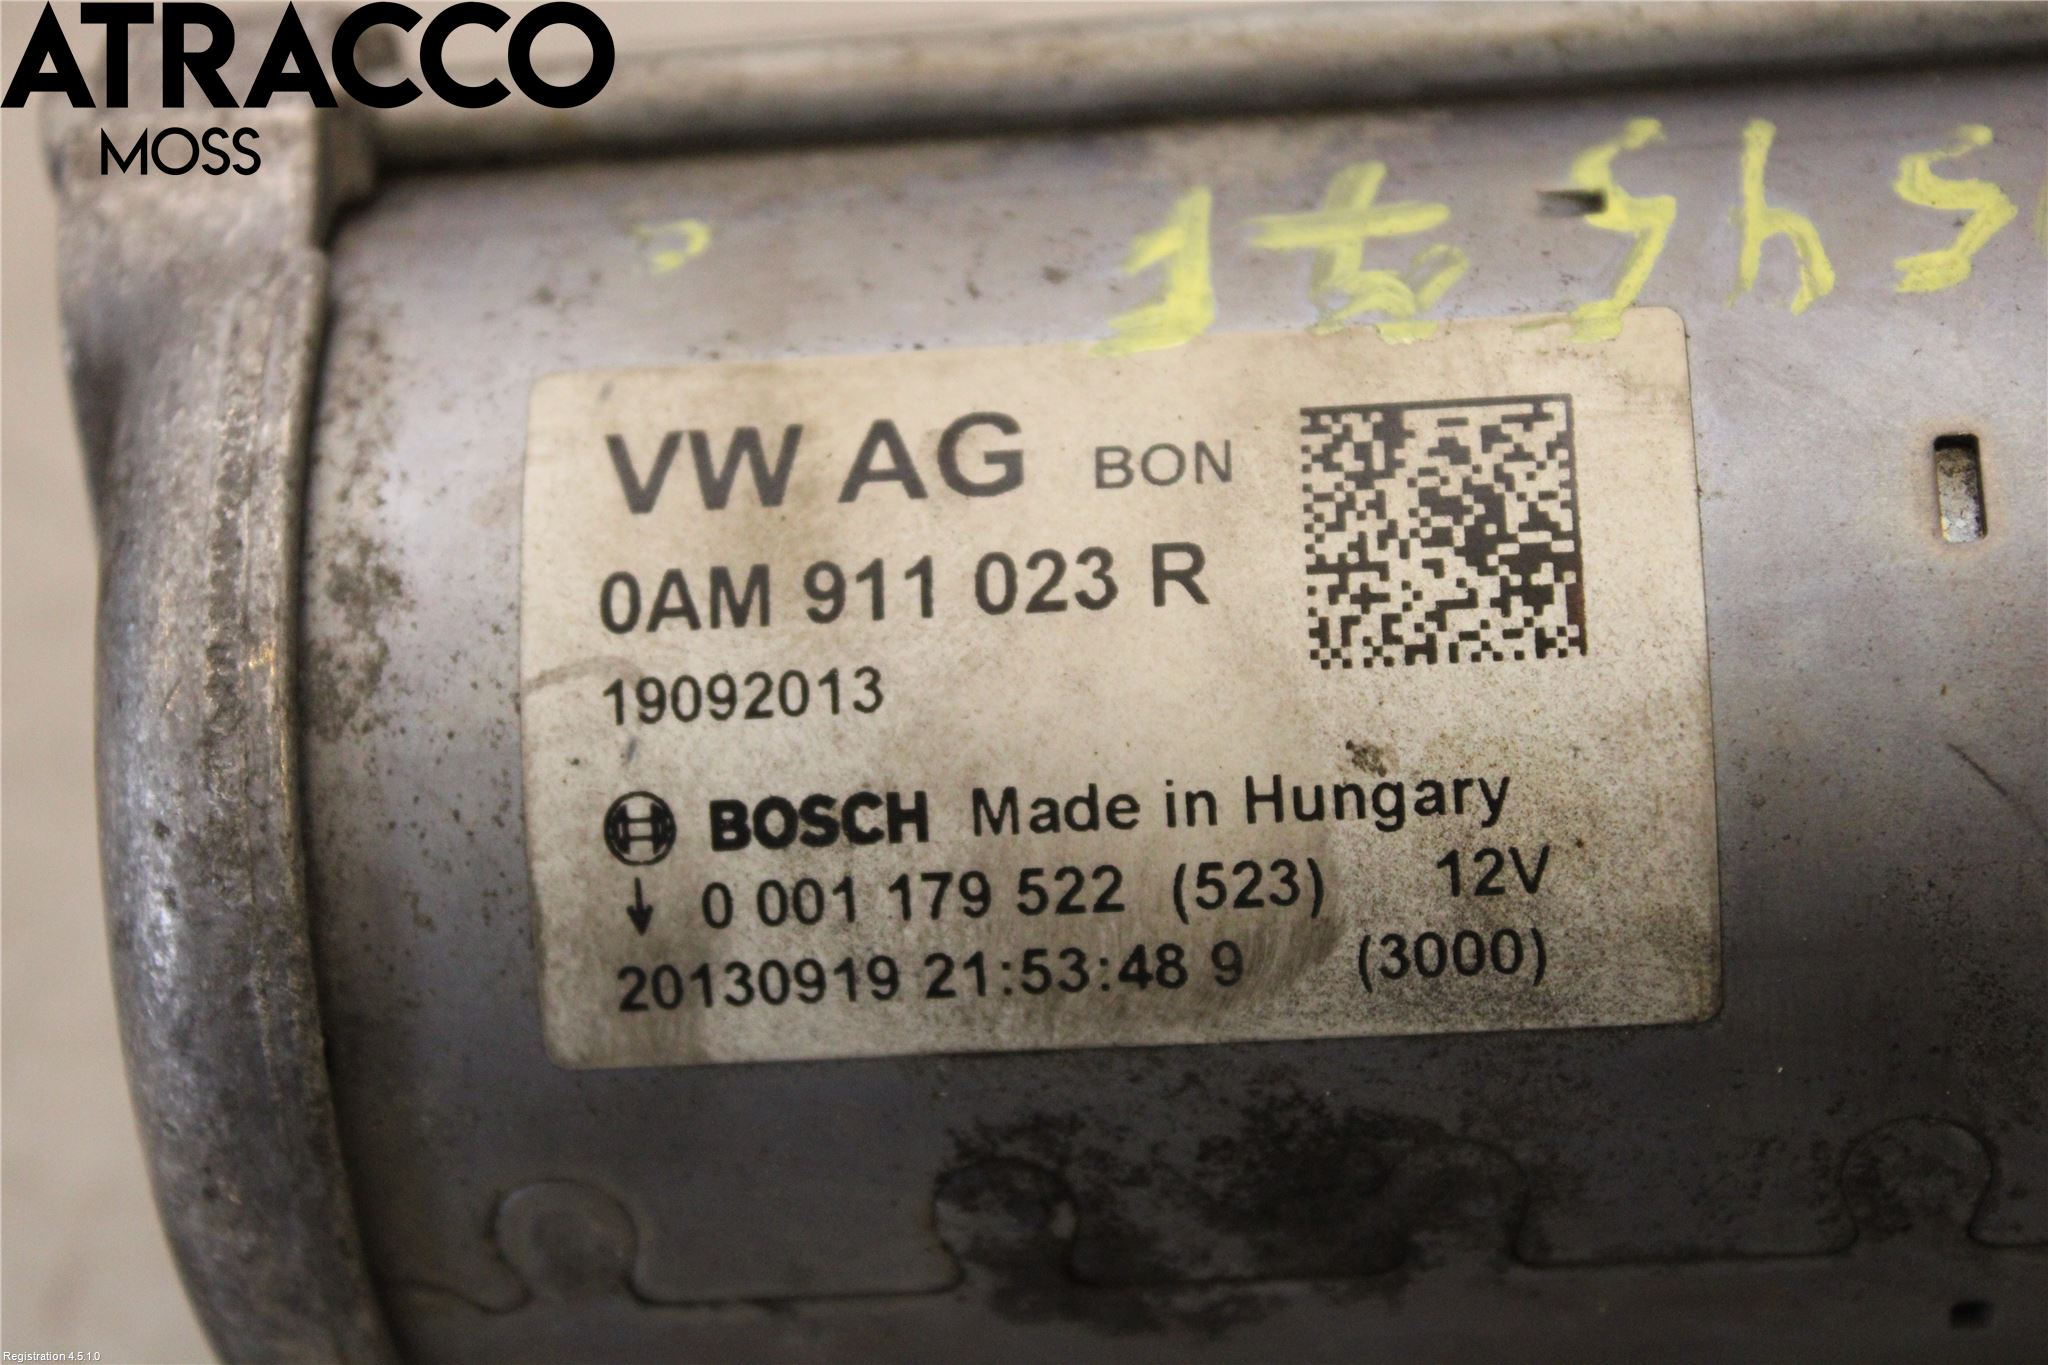 ATRACCO
MOSS
VW AG BON
0AM 911 023 R
19092013
BOSCH Made in Hungary
↓ 0 001 179 522 (523) 12V
20130919 21:53:48 9 (3000)
Registration 4.5.1.0